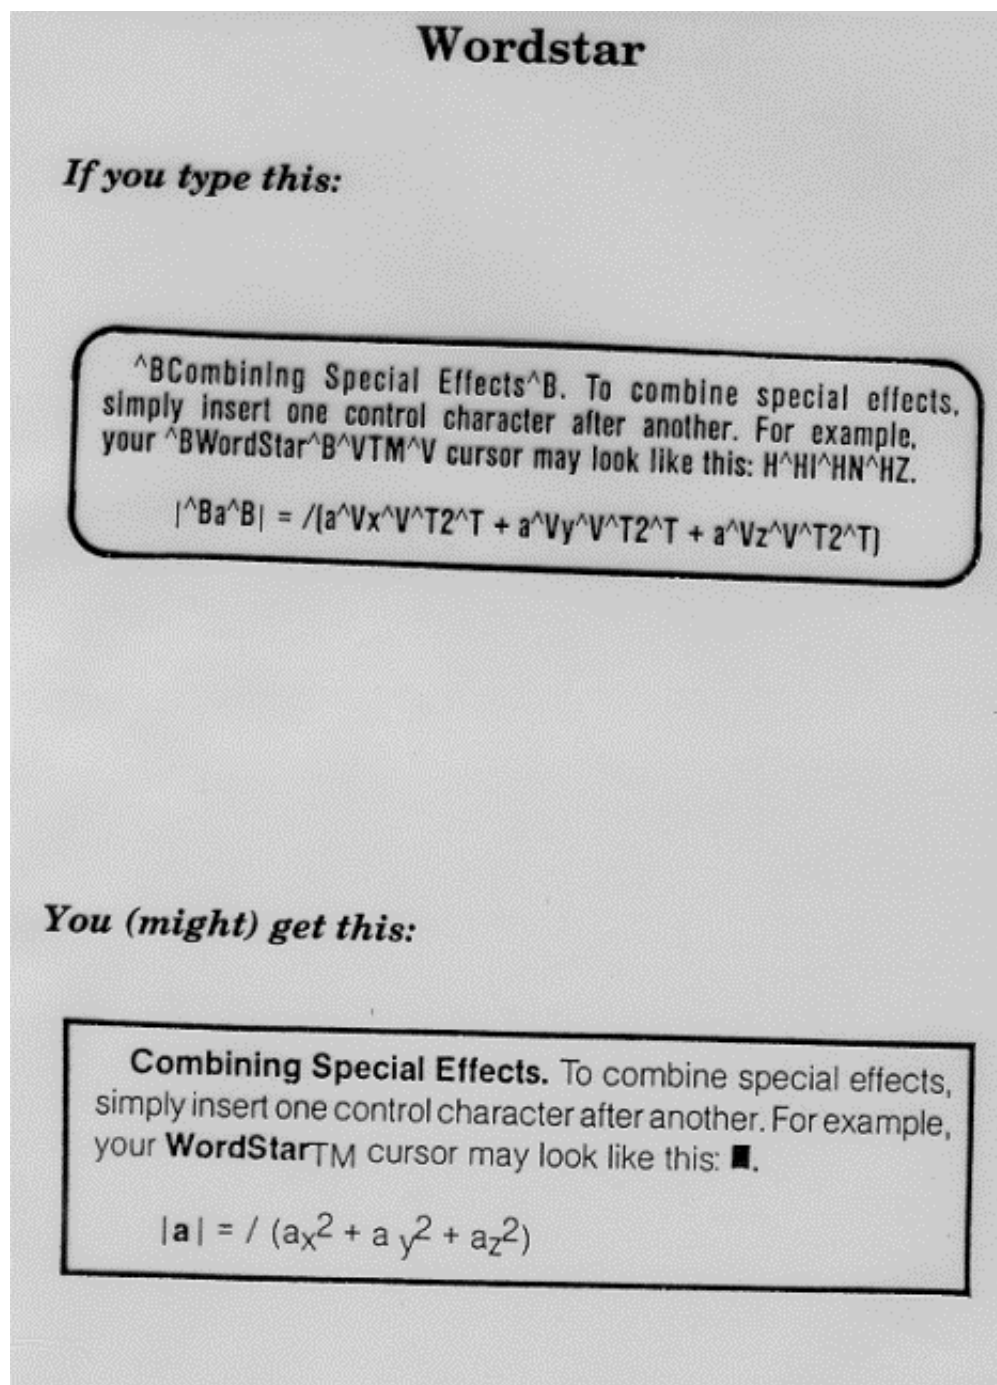 Wordstar
If you type this:
^BCombining Special Effects^B. To combine special effects,
simply insert one control character after another. For example,
your ^BWordStar^B^VTM^V cursor may look like this: H^HI^HN^HZ.
|^Ba^B| = /(a^Vx^V^T2^T + a^Vy^V^T2^T + a^Vz^V^T2^T)
You (might) get this:
Combining Special Effects. To combine special effects,
simply insert one control character after another. For example,
your WordStarTM cursor may look like this: ■.
|a| = / (ax2 + a y2 + az2)